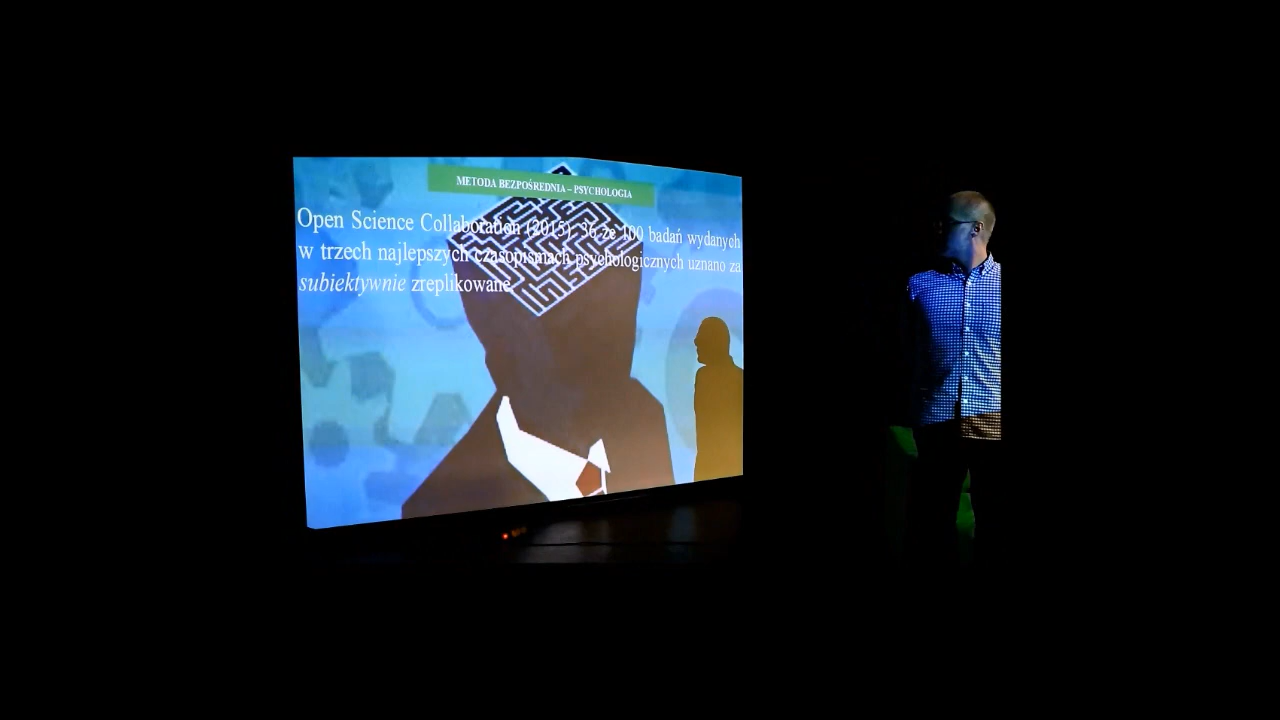 METODA BEZPOŚREDNIA – PSYCHOLOGIA
Open Science Collaboration (2015), 36 ze 100 badań wydanych
w trzech najlepszych czasopismach psychologicznych uznano za
subiektywnie zreplikowane